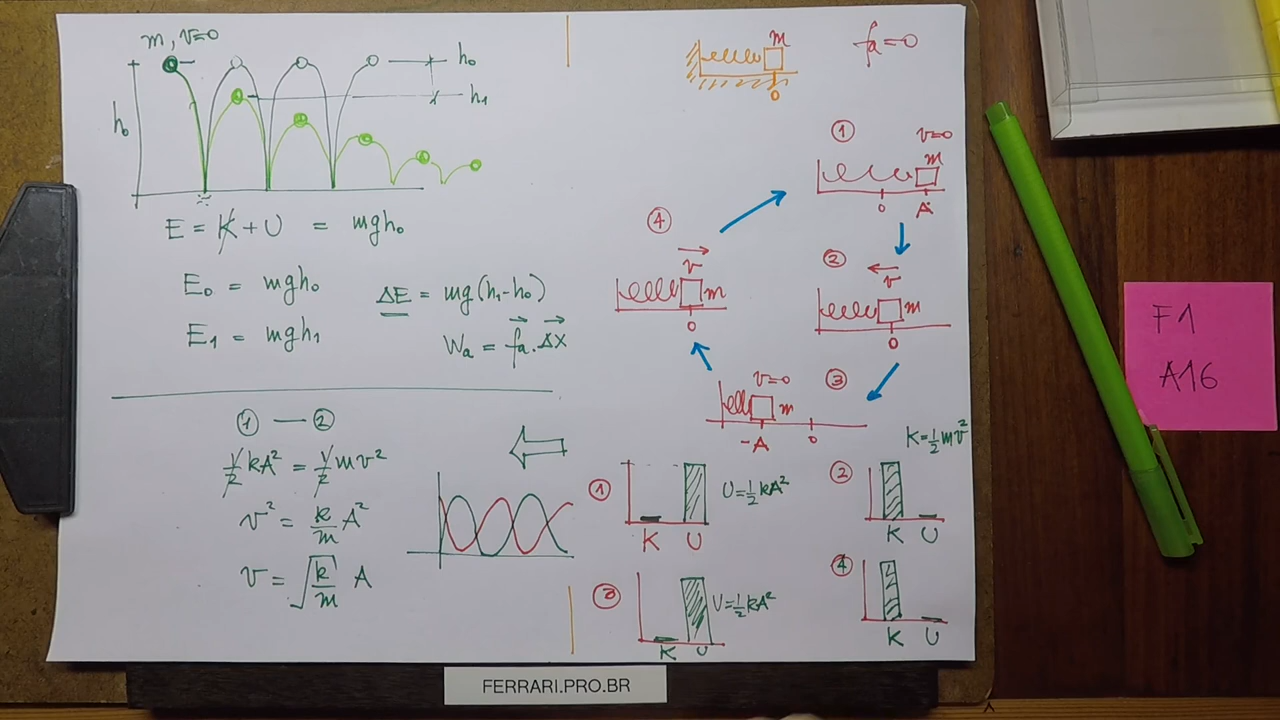 m, v=0
h₀
h₁
h₀
E = K+U = mgh₀
E₀ = mgh₀
ΔE = mg(h₁-h₀)
E₁ = mgh₁
Wₐ = fₐ.Δx
① — ②
½kA² = ½mv²
v² = k/m A²
v = √k/m A
m
fₐ=0
0
①
v=0
m
0
A
④
v
m
0
②
v
m
0
③
v=0
m
-A
0
①
U=½kA²
K U
②
K=½mv²
K U
③
U=½kA²
K U
④
K U
F1
A16
FERRARI.PRO.BR